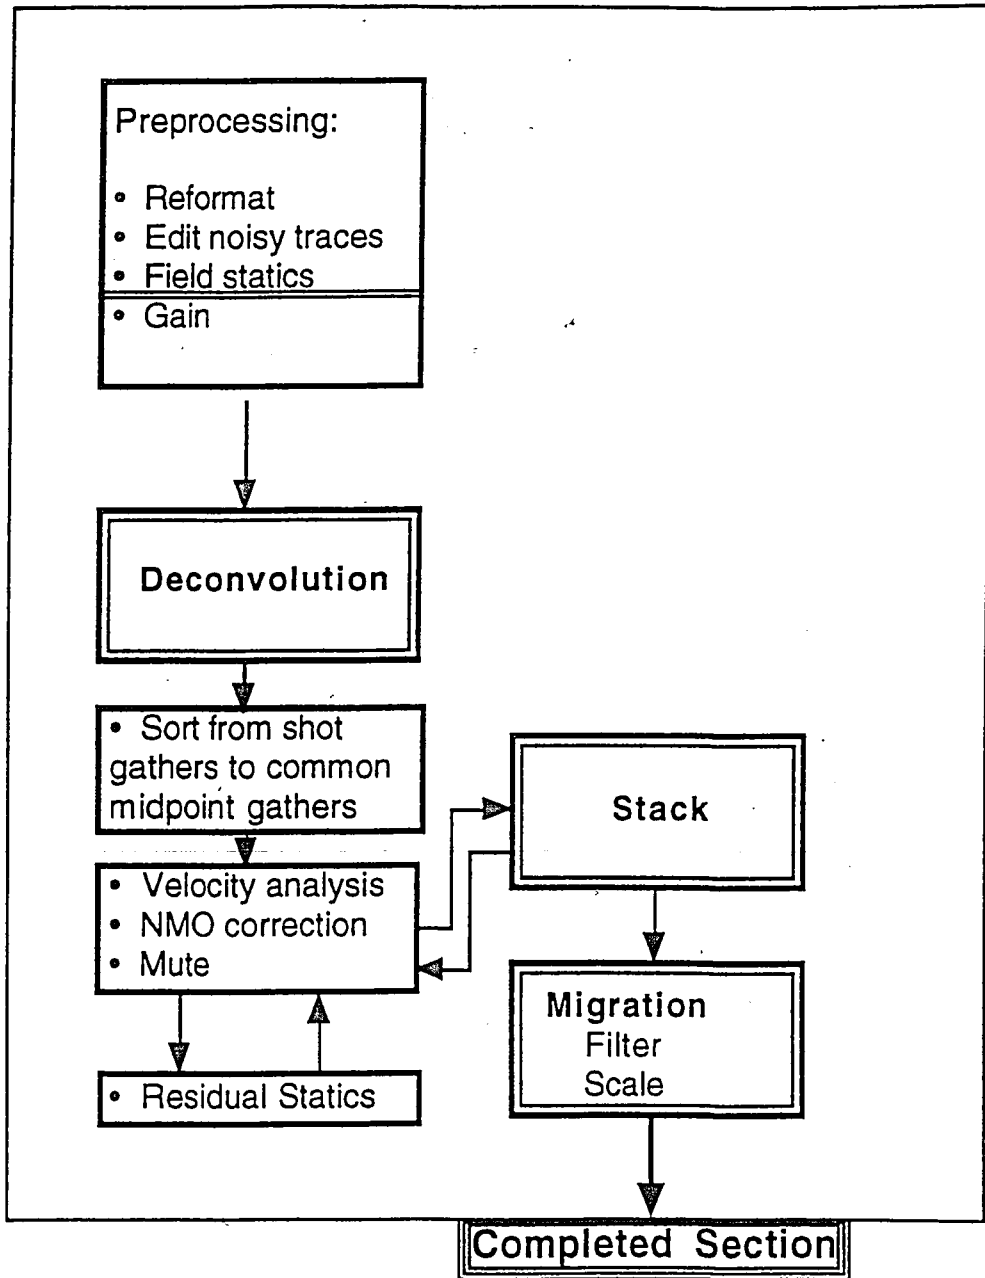 Preprocessing:
• Reformat
• Edit noisy traces
• Field statics
• Gain
Deconvolution
• Sort from shot
gathers to common
midpoint gathers
• Velocity analysis
• NMO correction
• Mute
• Residual Statics
Stack
Migration
Filter
Scale
Completed Section